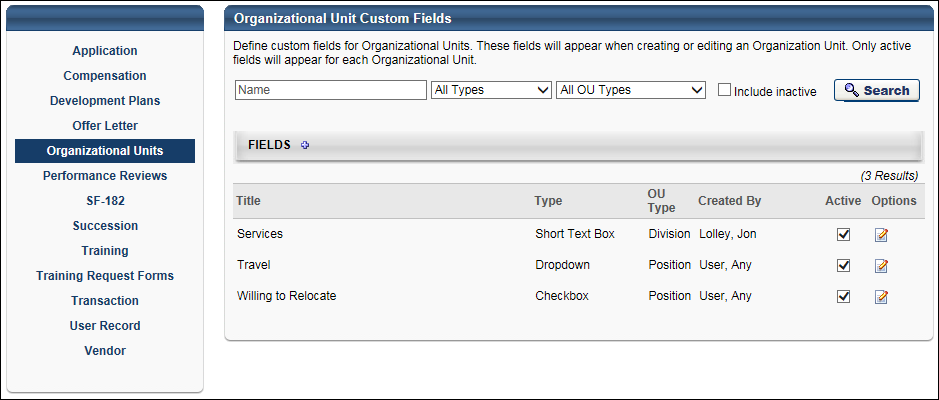 Application
Compensation
Development Plans
Offer Letter
Organizational Units
Performance Reviews
SF-182
Succession
Training
Training Request Forms
Transaction
User Record
Vendor
Organizational Unit Custom Fields
Define custom fields for Organizational Units. These fields will appear when creating or editing an Organization Unit. Only active
fields will appear for each Organizational Unit.
Name All Types All OU Types Include inactive Search
FIELDS
(3 Results)
Title Type OU Type Created By Active Options
Services Short Text Box Division Lolley, Jon
Travel Dropdown Position User, Any
Willing to Relocate Checkbox Position User, Any